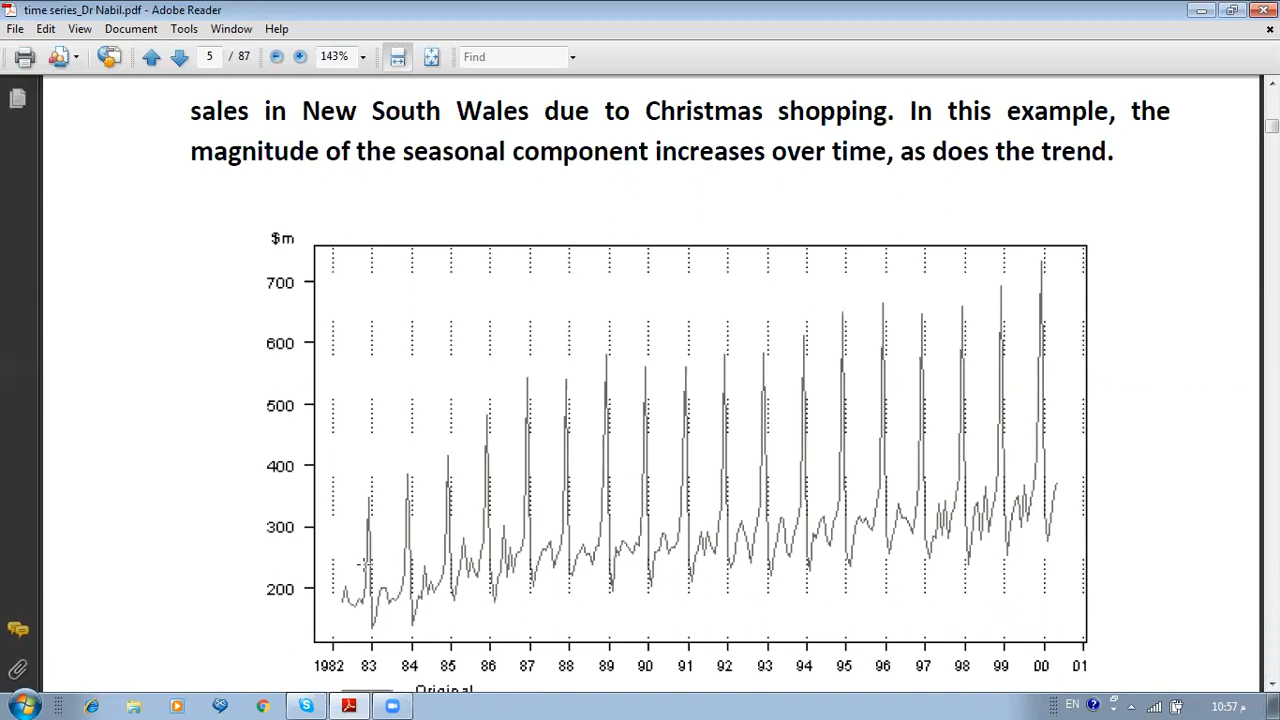 time series_Dr Nabil.pdf - Adobe Reader
File Edit View Document Tools Window Help
5 / 87 143% Find
sales in New South Wales due to Christmas shopping. In this example, the
magnitude of the seasonal component increases over time, as does the trend.
$m
700
600
500
400
300
200
1982 83 84 85 86 87 88 89 90 91 92 93 94 95 96 97 98 99 00 01
Original
EN 10:57 م